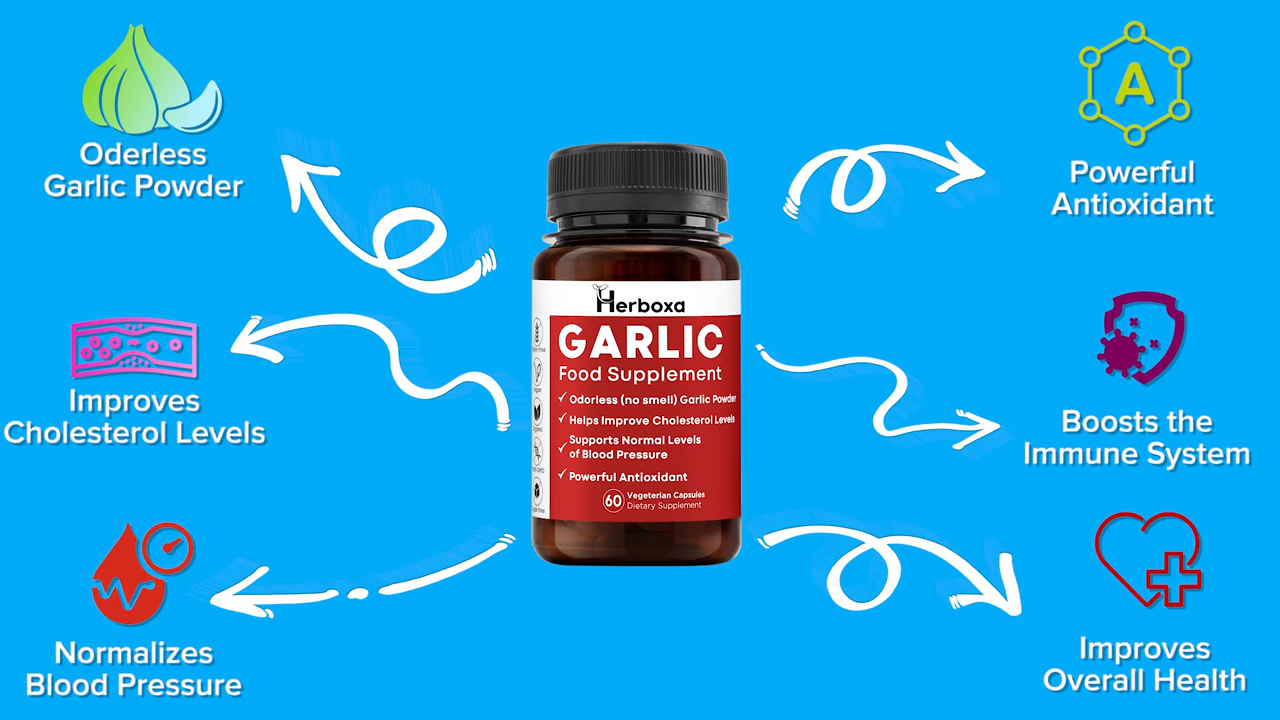 Oderless
Garlic Powder
Improves
Cholesterol Levels
Normalizes
Blood Pressure
Herboxa
GARLIC
Food Supplement
Odorless (no smell) Garlic Powder
Helps Improve Cholesterol Levels
Supports Normal Levels
of Blood Pressure
Powerful Antioxidant
60 Vegeterian Capsules
Dietary Supplement
A
Powerful
Antioxidant
Boosts the
Immune System
Improves
Overall Health